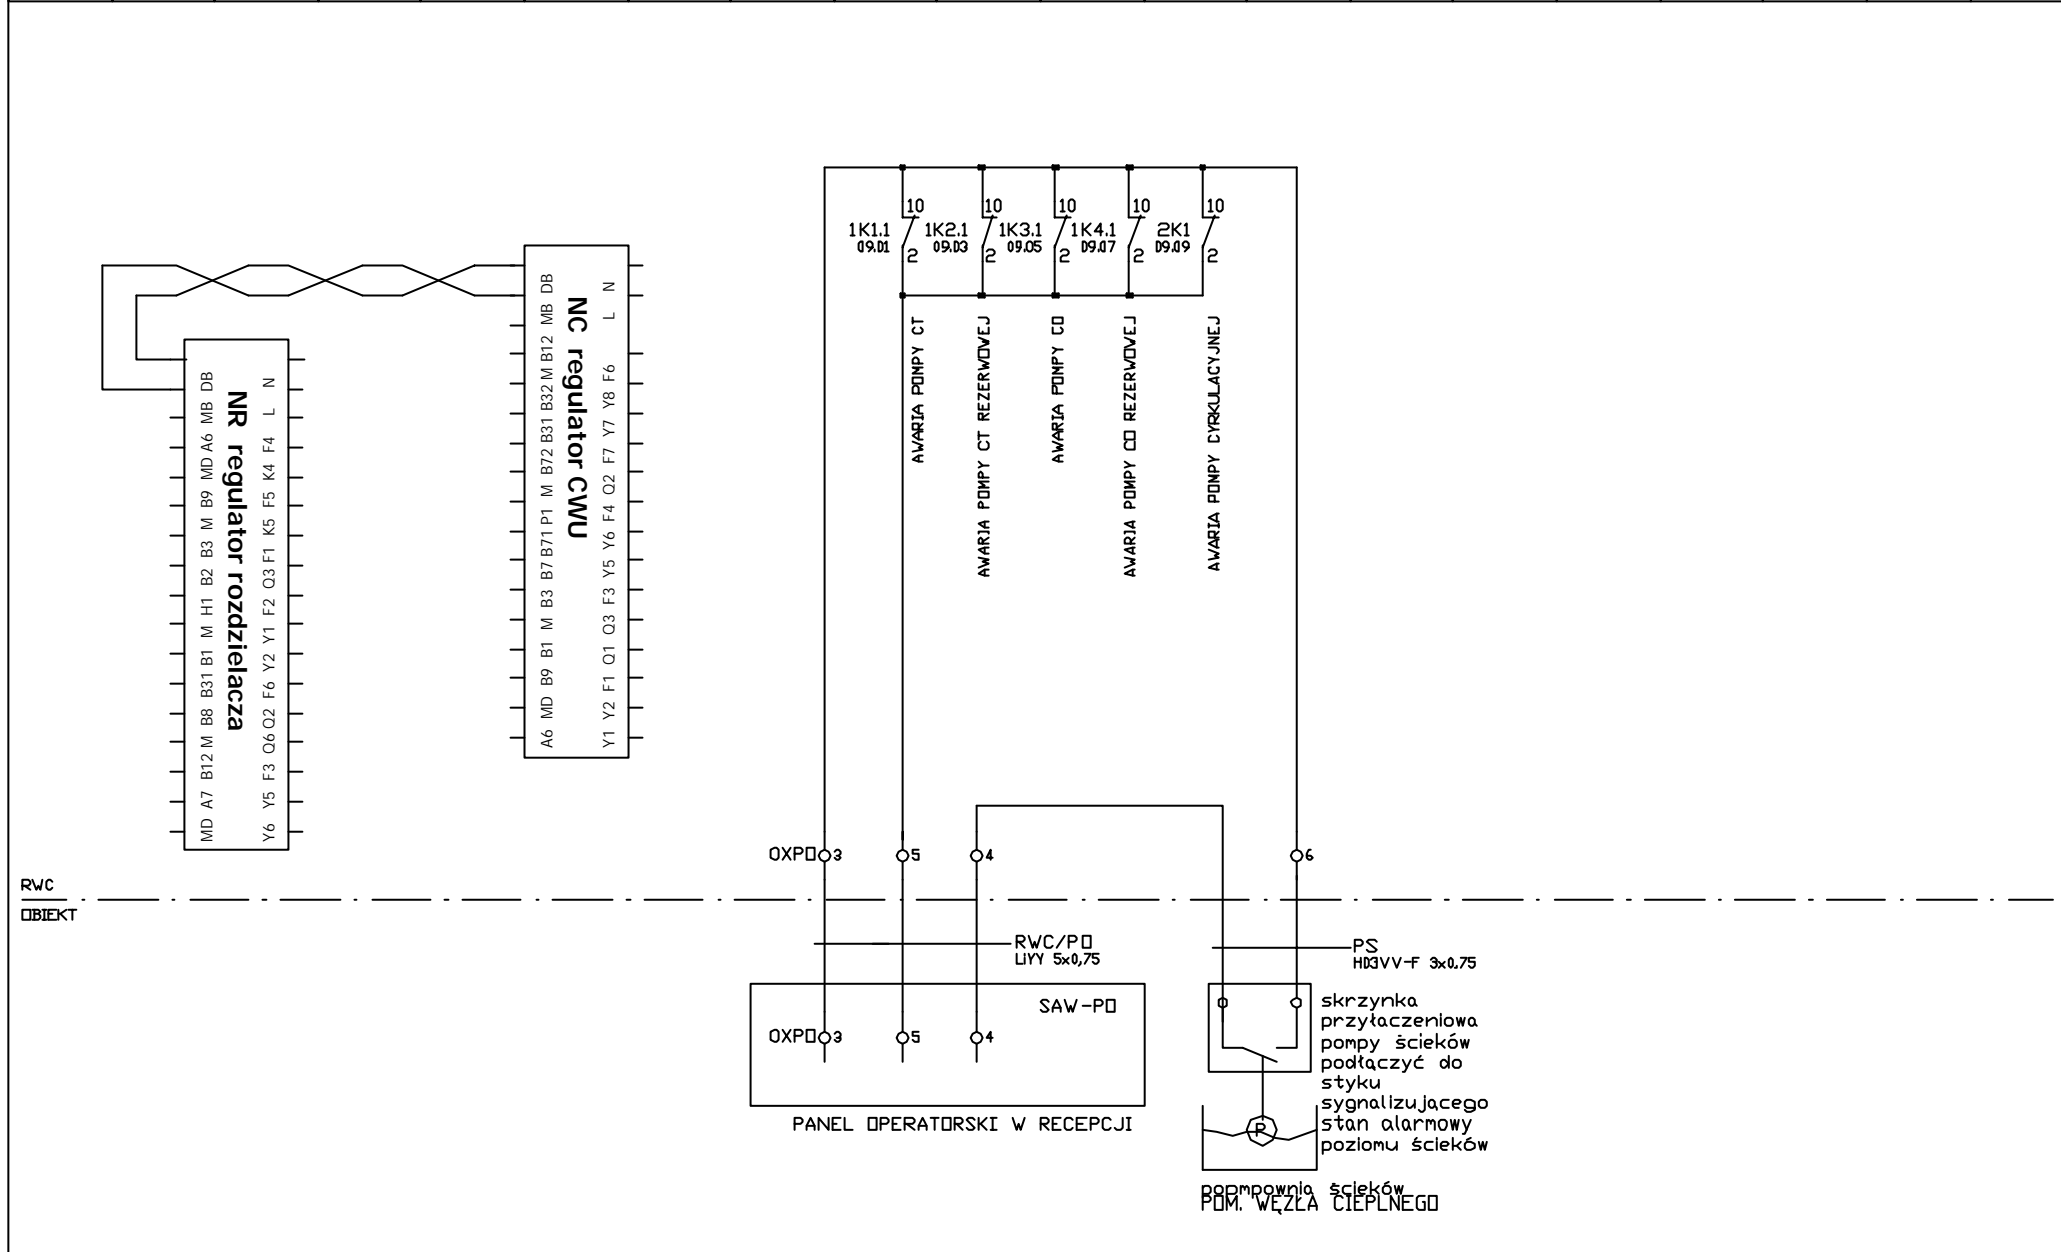 10
10
10
10
10
1K1.1
1K2.1
1K3.1
1K4.1
2K1
09.01
09.03
09.05
09.07
09.09
2
2
2
2
2
AWARIA POMPY CT
AWARIA POMPY CT REZERWOWEJ
AWARIA POMPY CO
AWARIA POMPY CO REZERWOWEJ
AWARIA POMPY CYRKULACYJNEJ
NC regulator CWU
A6 MD B9 B1 M B3 B7 B71 P1 M B72 B31 B32 M B12 MB DB
Y1 Y2 F1 Q1 Q3 F3 Y5 Y6 F4 Q2 F7 Y7 Y8 F6 L N
NR regulator rozdzielacza
MD A7 B12 M B8 B31 B1 M H1 B2 B3 M B9 MD A6 MB DB
Y6 Y5 F3 Q6 Q2 F6 Y2 Y1 F2 Q3 F1 K5 F5 K4 F4 L N
OXPO 3
5
4
6
RWC
OBIEKT
RWC/PO
LiYY 5x0,75
PS
H03VV-F 3x0.75
SAW-PO
OXPO 3
5
4
PANEL OPERATORSKI W RECEPCJI
skrzynka
przyłaczeniowa
pompy ścieków
podłączyć do
styku
sygnalizującego
stan alarmowy
poziomu ścieków
P
popmpownia ścieków
POM. WĘZŁA CIEPLNEGO